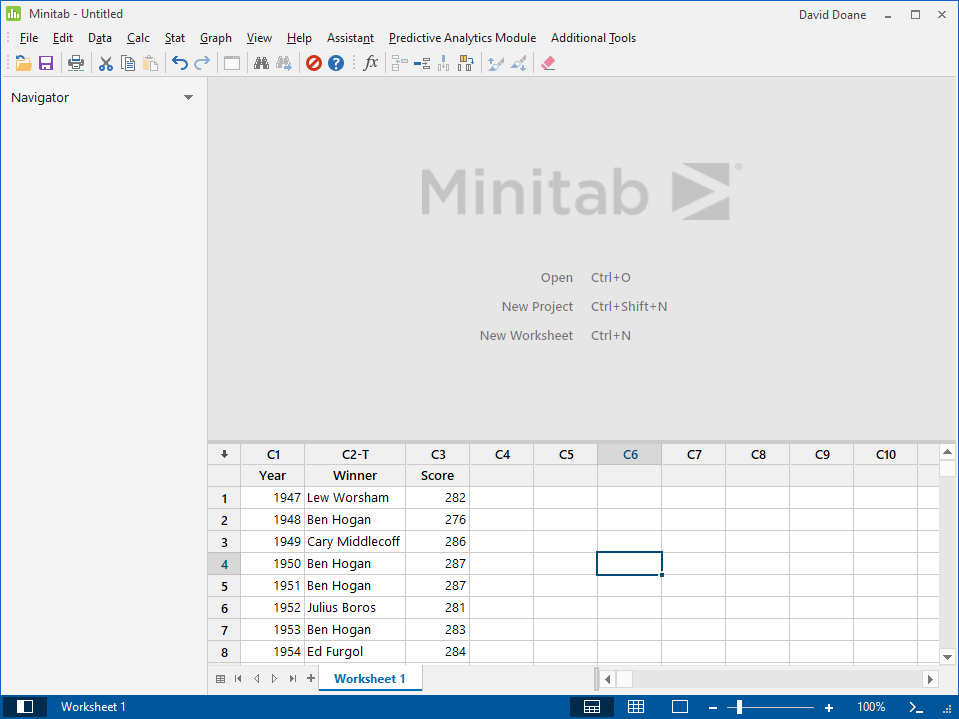 Minitab - Untitled David Doane
File Edit Data Calc Stat Graph View Help Assistant Predictive Analytics Module Additional Tools
fx
Navigator
Minitab
Open Ctrl+O
New Project Ctrl+Shift+N
New Worksheet Ctrl+N
C1 C2-T C3 C4 C5 C6 C7 C8 C9 C10
Year Winner Score
1 1947 Lew Worsham 282
2 1948 Ben Hogan 276
3 1949 Cary Middlecoff 286
4 1950 Ben Hogan 287
5 1951 Ben Hogan 287
6 1952 Julius Boros 281
7 1953 Ben Hogan 283
8 1954 Ed Furgol 284
Worksheet 1
Worksheet 1 100%